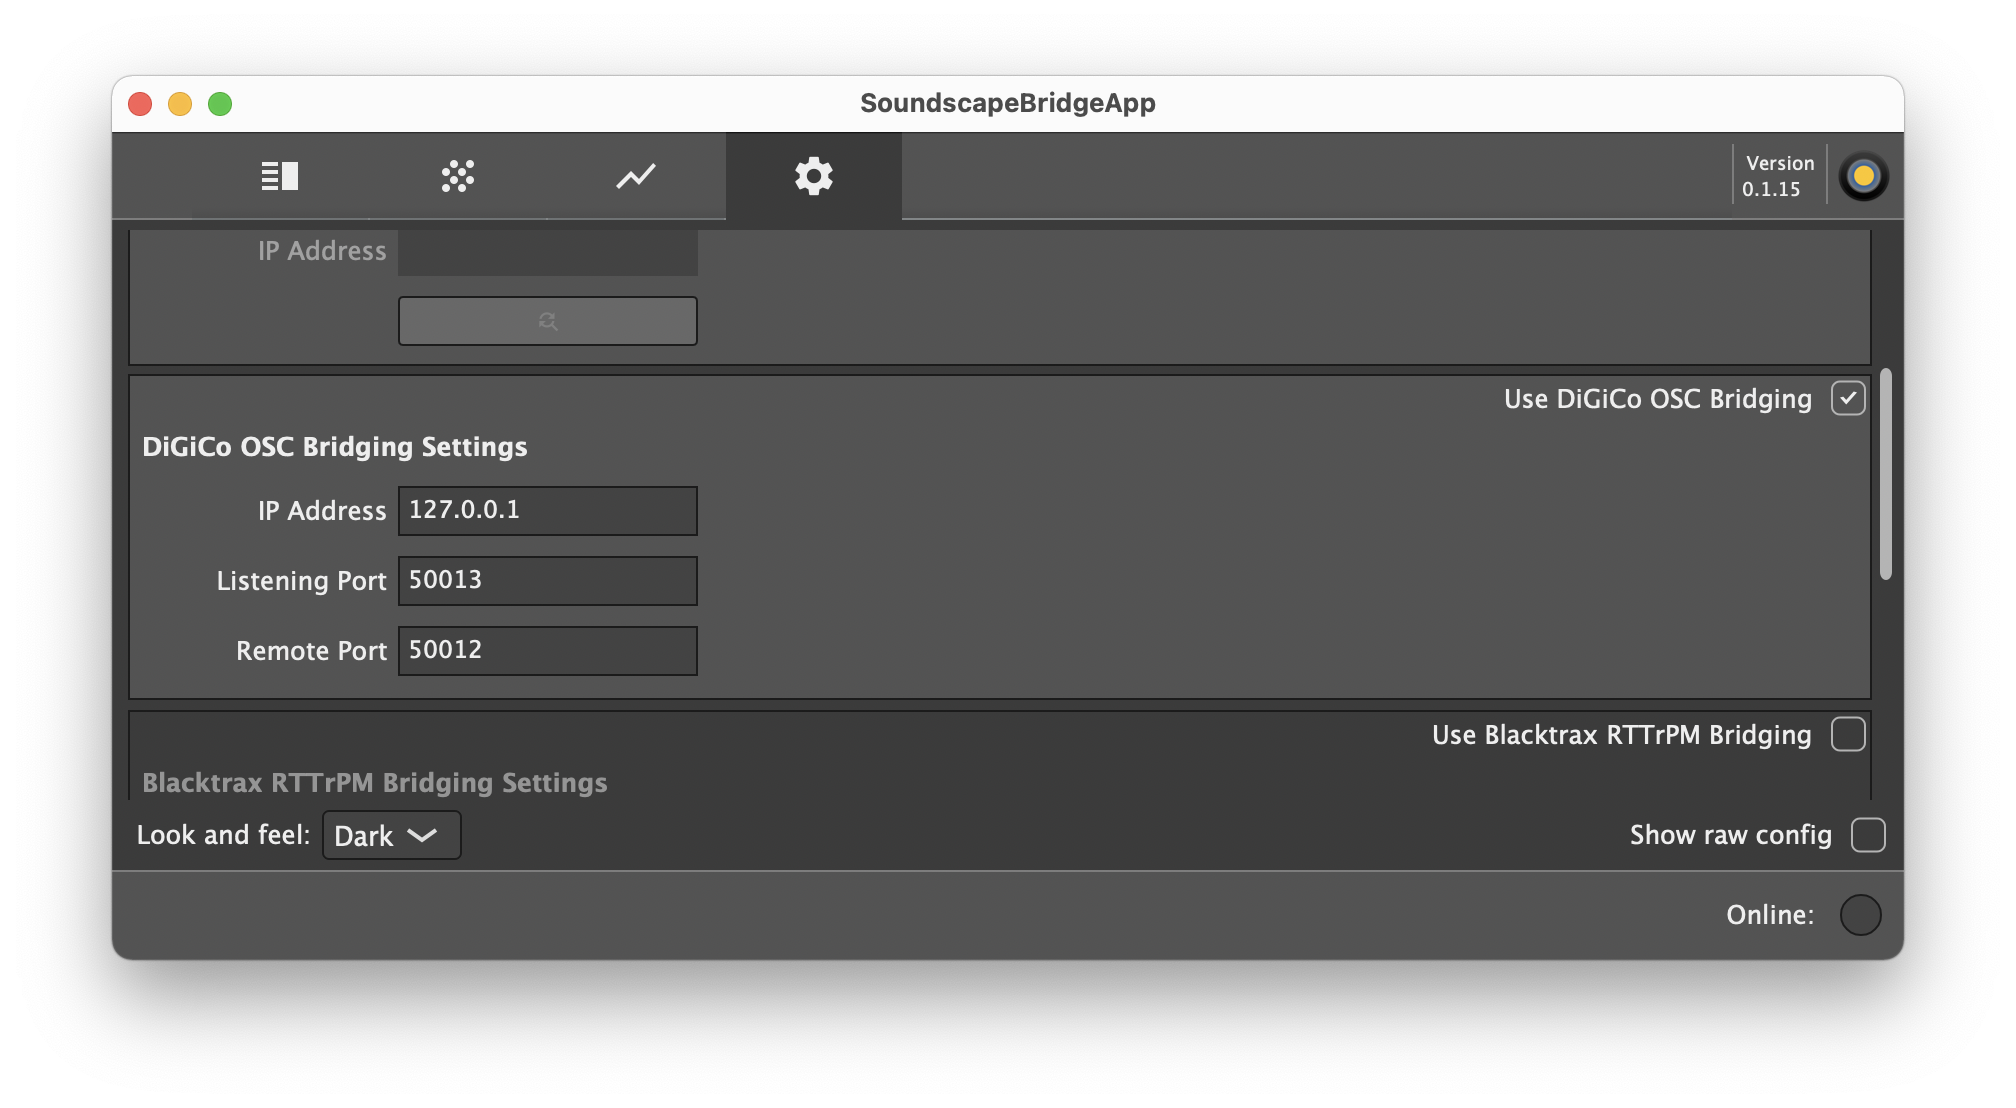 SoundscapeBridgeApp
Version
0.1.15
IP Address
Use DiGiCo OSC Bridging
DiGiCo OSC Bridging Settings
IP Address 127.0.0.1
Listening Port 50013
Remote Port 50012
Use Blacktrax RTTrPM Bridging
Blacktrax RTTrPM Bridging Settings
Look and feel: Dark
Show raw config
Online: